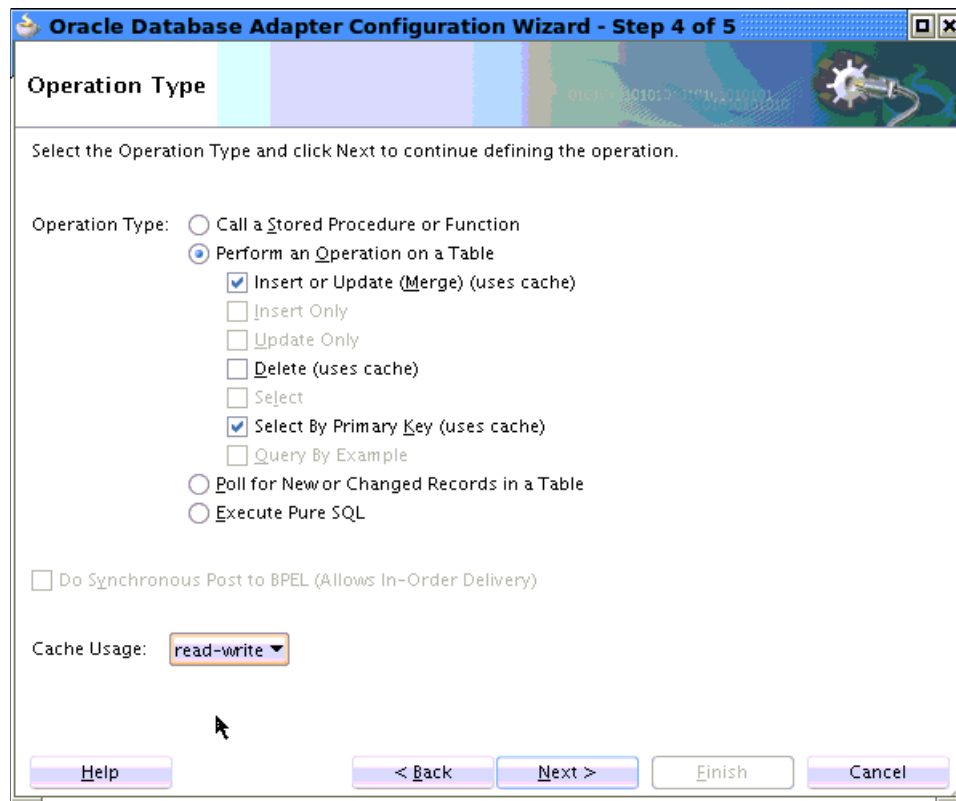 Oracle Database Adapter Configuration Wizard - Step 4 of 5
Operation Type
Select the Operation Type and click Next to continue defining the operation.
Operation Type:
Call a Stored Procedure or Function
Perform an Operation on a Table
Insert or Update (Merge) (uses cache)
Insert Only
Update Only
Delete (uses cache)
Select
Select By Primary Key (uses cache)
Query By Example
Poll for New or Changed Records in a Table
Execute Pure SQL
Do Synchronous Post to BPEL (Allows In-Order Delivery)
Cache Usage: read-write
Help < Back Next > Finish Cancel